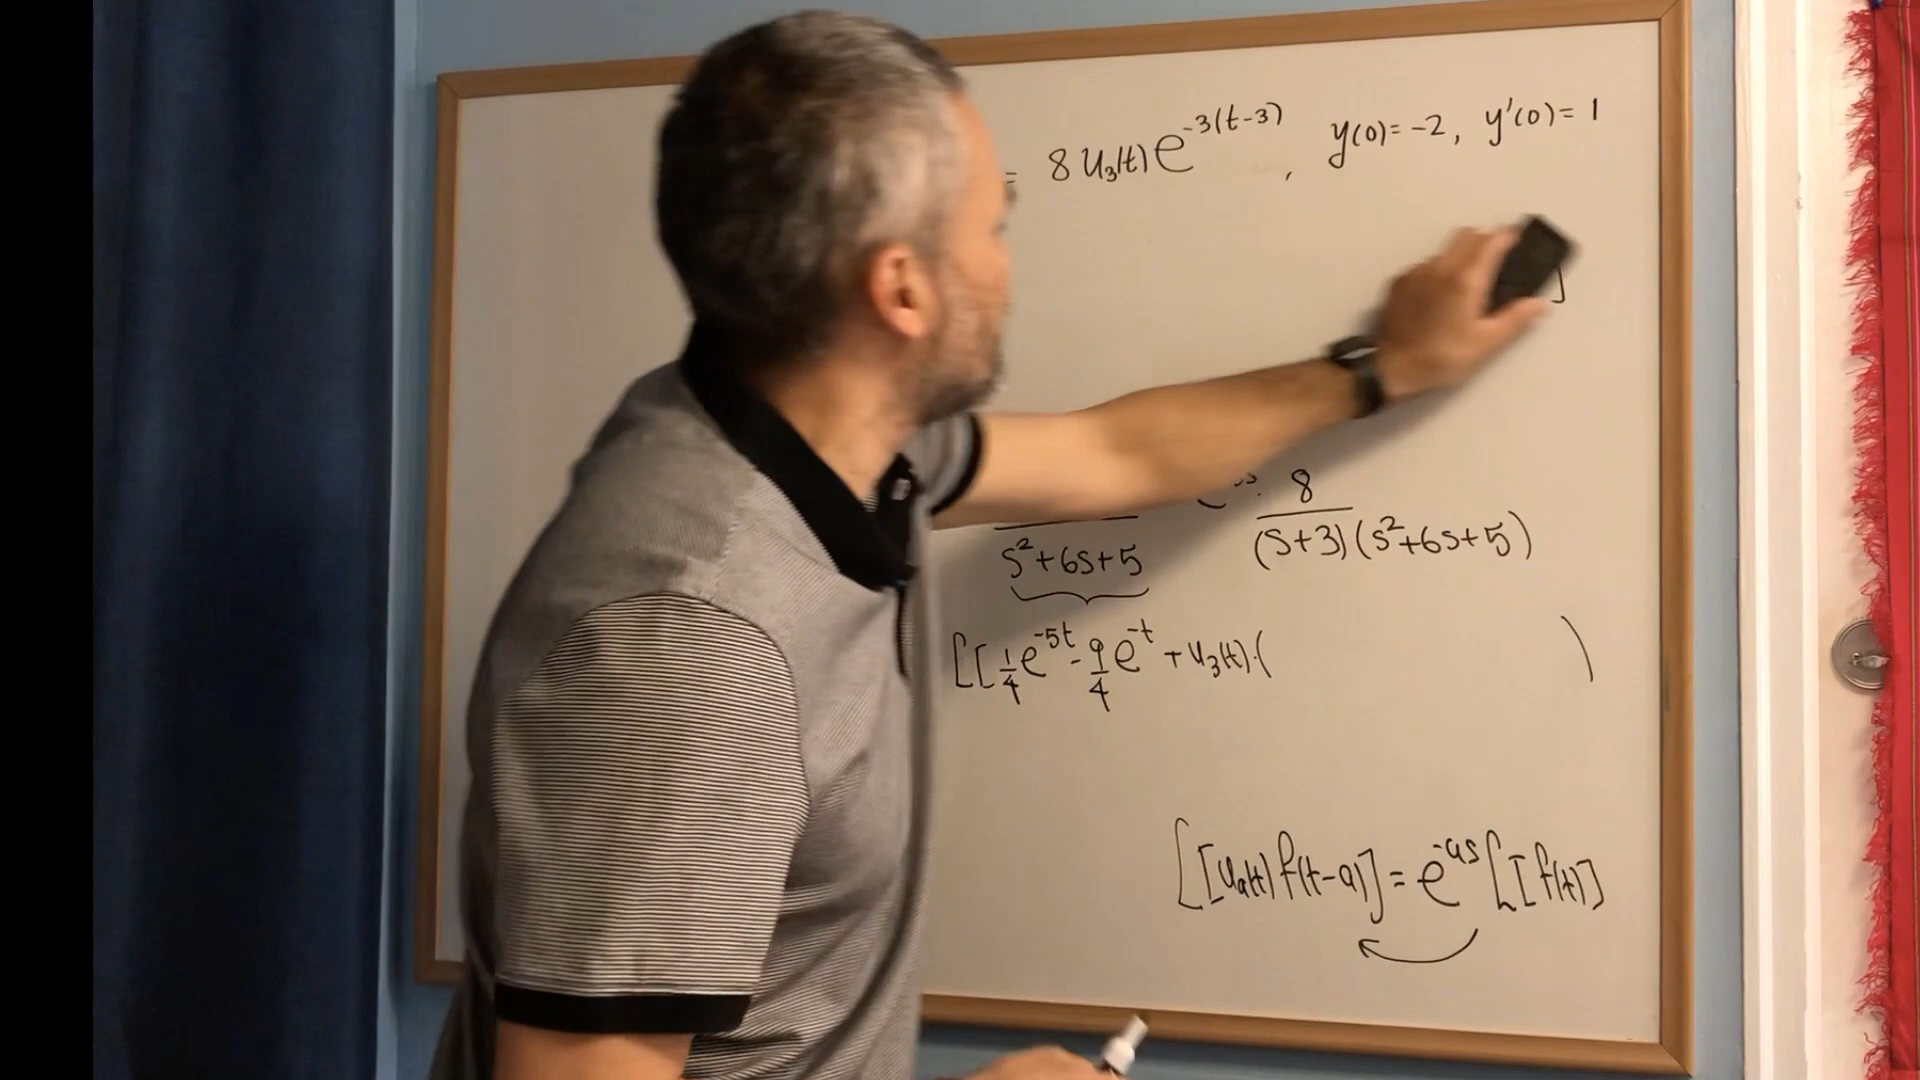 = 8 u₃(t) e^{-3(t-3)} , y(0) = -2, y'(0) = 1
]
8
s²+6s+5 (s+3)(s²+6s+5)
L[ 1/4 e^{-5t} - 9/4 e^{-t} + u₃(t)·( )
L[uₐ(t) f(t-a)] = e^{-as} L[f(t)]